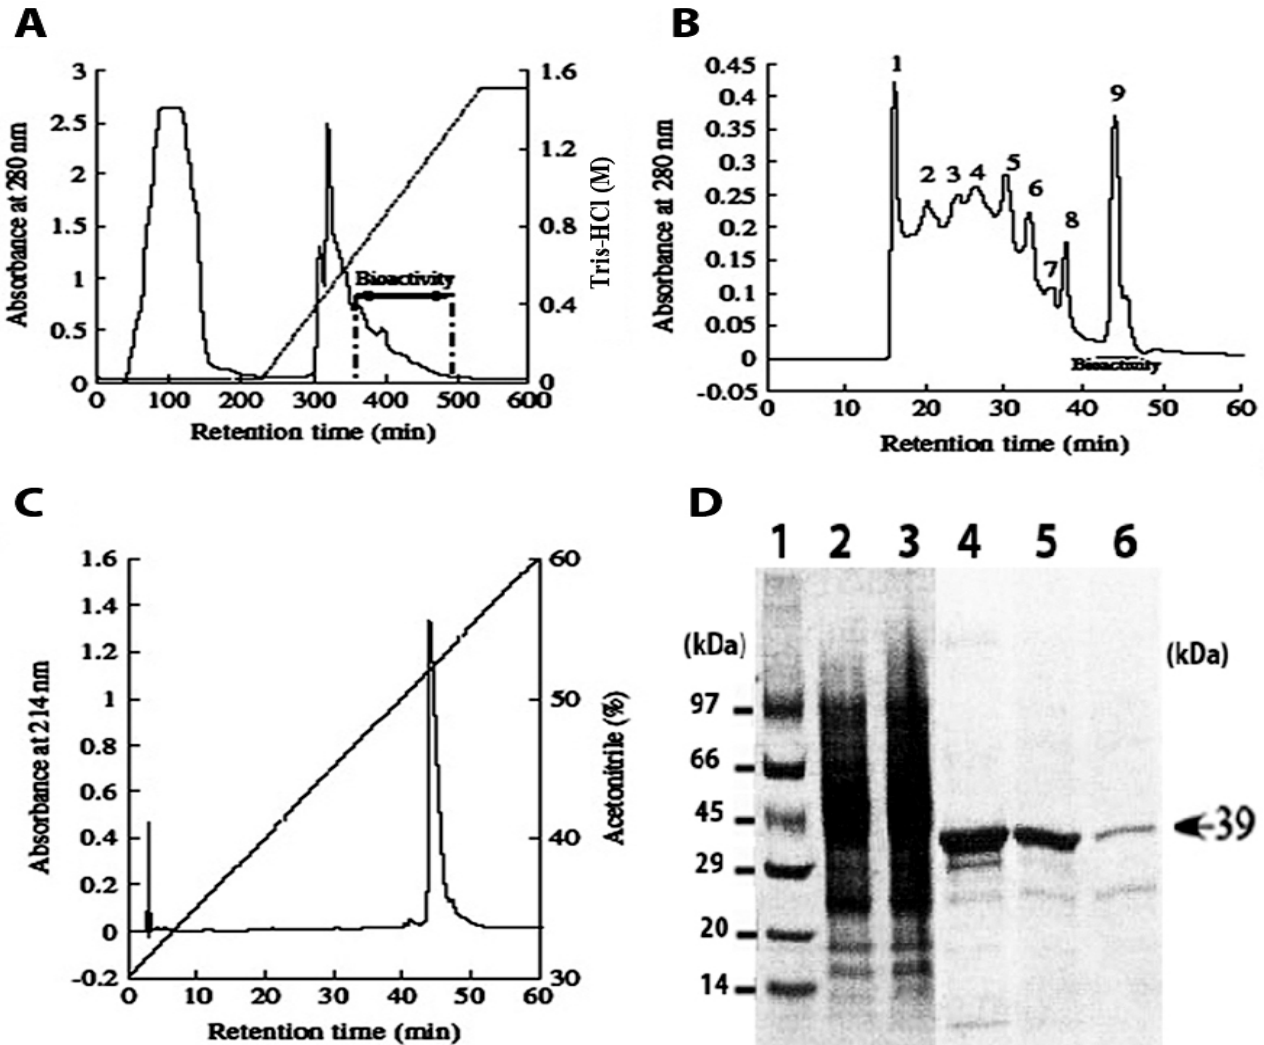 A
3
2.5
2
1.5
1
0.5
0
1.6
1.2
0.8
0.4
0
0 100 200 300 400 500 600
Absorbance at 280 nm
Tris-HCl (M)
Bioactivity
Retention time (min)
B
0.45
0.4
0.35
0.3
0.25
0.2
0.15
0.1
0.05
0
-0.05
0 10 20 30 40 50 60
Absorbance at 280 nm
1
2
3
4
5
6
7
8
9
Bioactivity
Retention time (min)
C
1.6
1.4
1.2
1
0.8
0.6
0.4
0.2
0
-0.2
60
50
40
30
0 10 20 30 40 50 60
Absorbance at 214 nm
Acetonitrile (%)
Retention time (min)
D
1 2 3 4 5 6
(kDa)
(kDa)
97
66
45
29
20
14
39